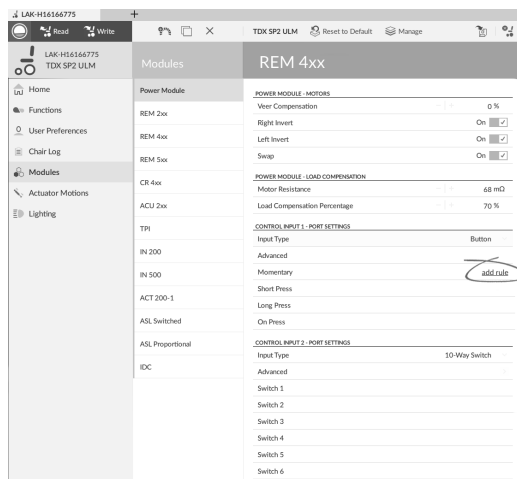 LAK-H16166775
+
Read
Write
TDX SP2 ULM
Reset to Default
Manage
LAK-H16166775
TDX SP2 ULM
Home
Functions
User Preferences
Chair Log
Modules
Actuator Motions
Lighting
Modules
Power Module
REM 2xx
REM 4xx
REM 5xx
CR 4xx
ACU 2xx
TPI
IN 200
IN 500
ACT 200-1
ASL Switched
ASL Proportional
IDC
REM 4xx
POWER MODULE - MOTORS
Veer Compensation - + 0 %
Right Invert On
Left Invert On
Swap On
POWER MODULE - LOAD COMPENSATION
Motor Resistance - + 68 mΩ
Load Compensation Percentage - + 70 %
CONTROL INPUT 1 - PORT SETTINGS
Input Type Button
Advanced
Momentary add rule
Short Press
Long Press
On Press
CONTROL INPUT 2 - PORT SETTINGS
Input Type 10-Way Switch
Advanced
Switch 1
Switch 2
Switch 3
Switch 4
Switch 5
Switch 6